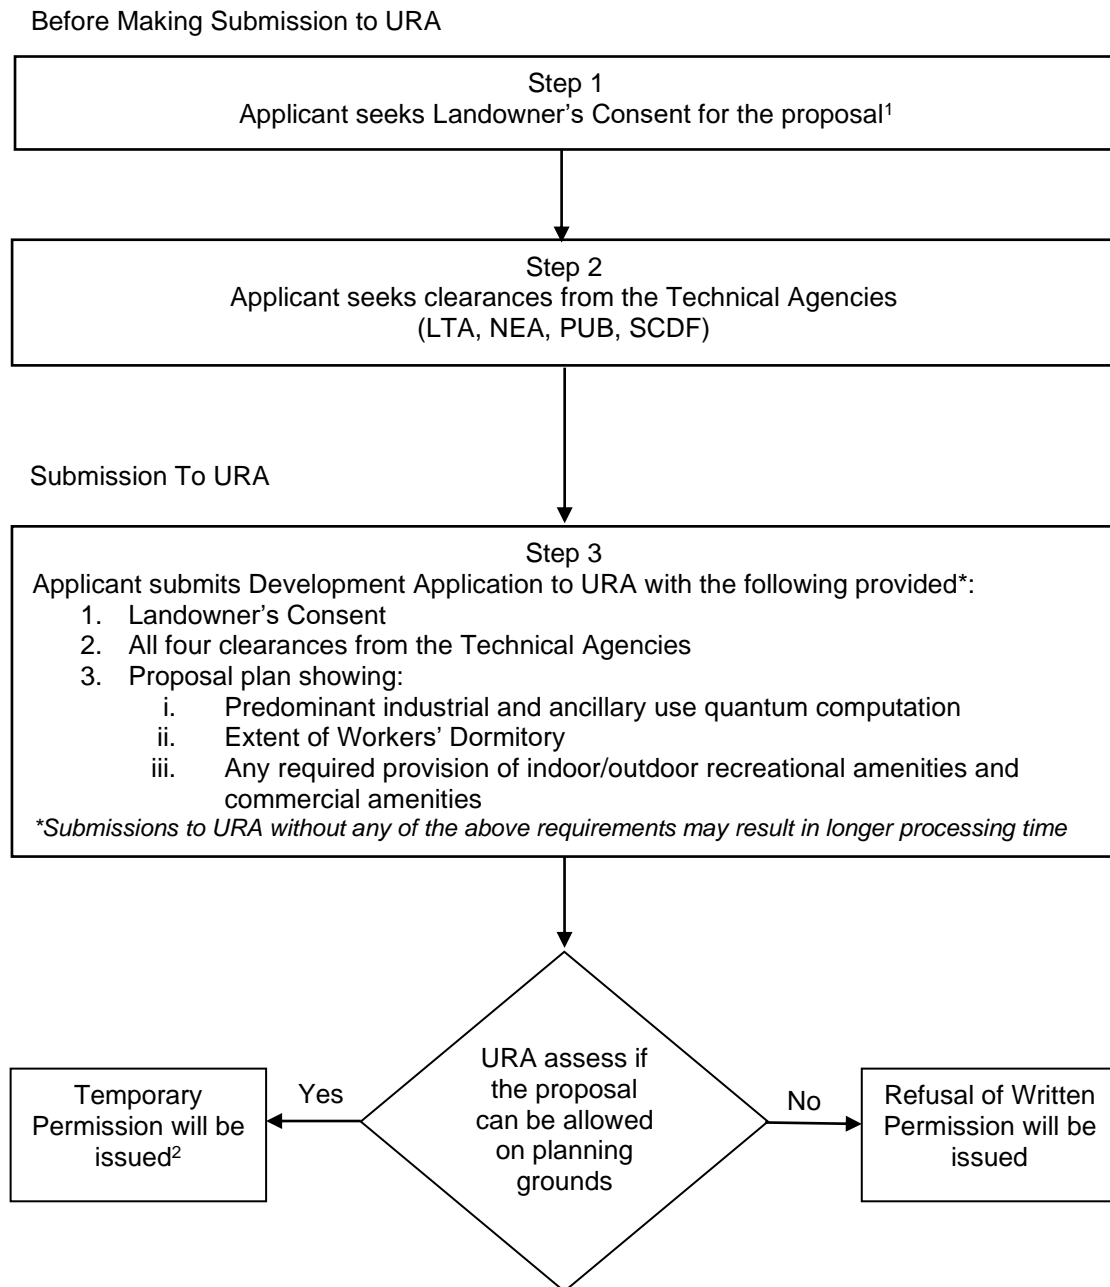 Before Making Submission to URA
Step 1
Applicant seeks Landowner’s Consent for the proposal¹
Step 2
Applicant seeks clearances from the Technical Agencies
(LTA, NEA, PUB, SCDF)
Submission To URA
Step 3
Applicant submits Development Application to URA with the following provided*:
1. Landowner’s Consent
2. All four clearances from the Technical Agencies
3. Proposal plan showing:
i. Predominant industrial and ancillary use quantum computation
ii. Extent of Workers’ Dormitory
iii. Any required provision of indoor/outdoor recreational amenities and
commercial amenities
*Submissions to URA without any of the above requirements may result in longer processing time
Temporary
Permission will be
issued²
Yes
URA assess if
the proposal
can be allowed
on planning
grounds
No
Refusal of Written
Permission will be
issued